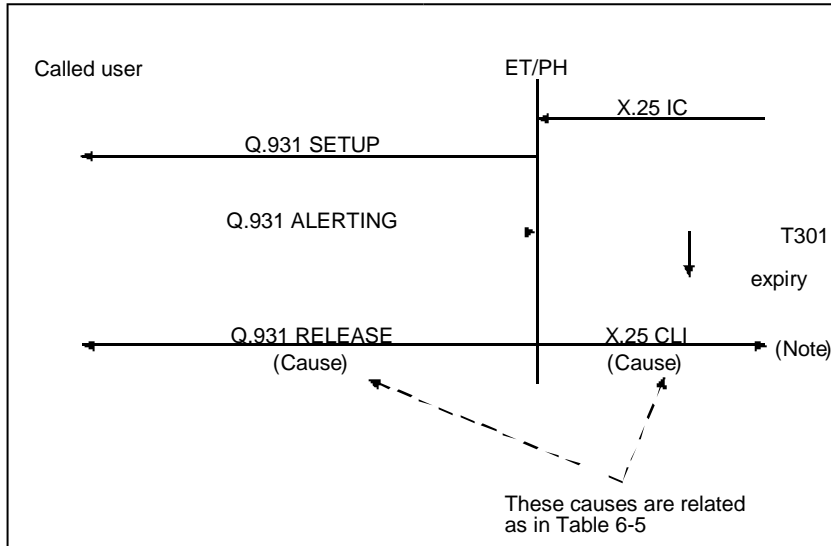 Called user
ET/PH
X.25 IC
Q.931 SETUP
Q.931 ALERTING
T301
expiry
Q.931 RELEASE
(Cause)
X.25 CLI
(Cause)
(Note)
These causes are related
as in Table 6-5